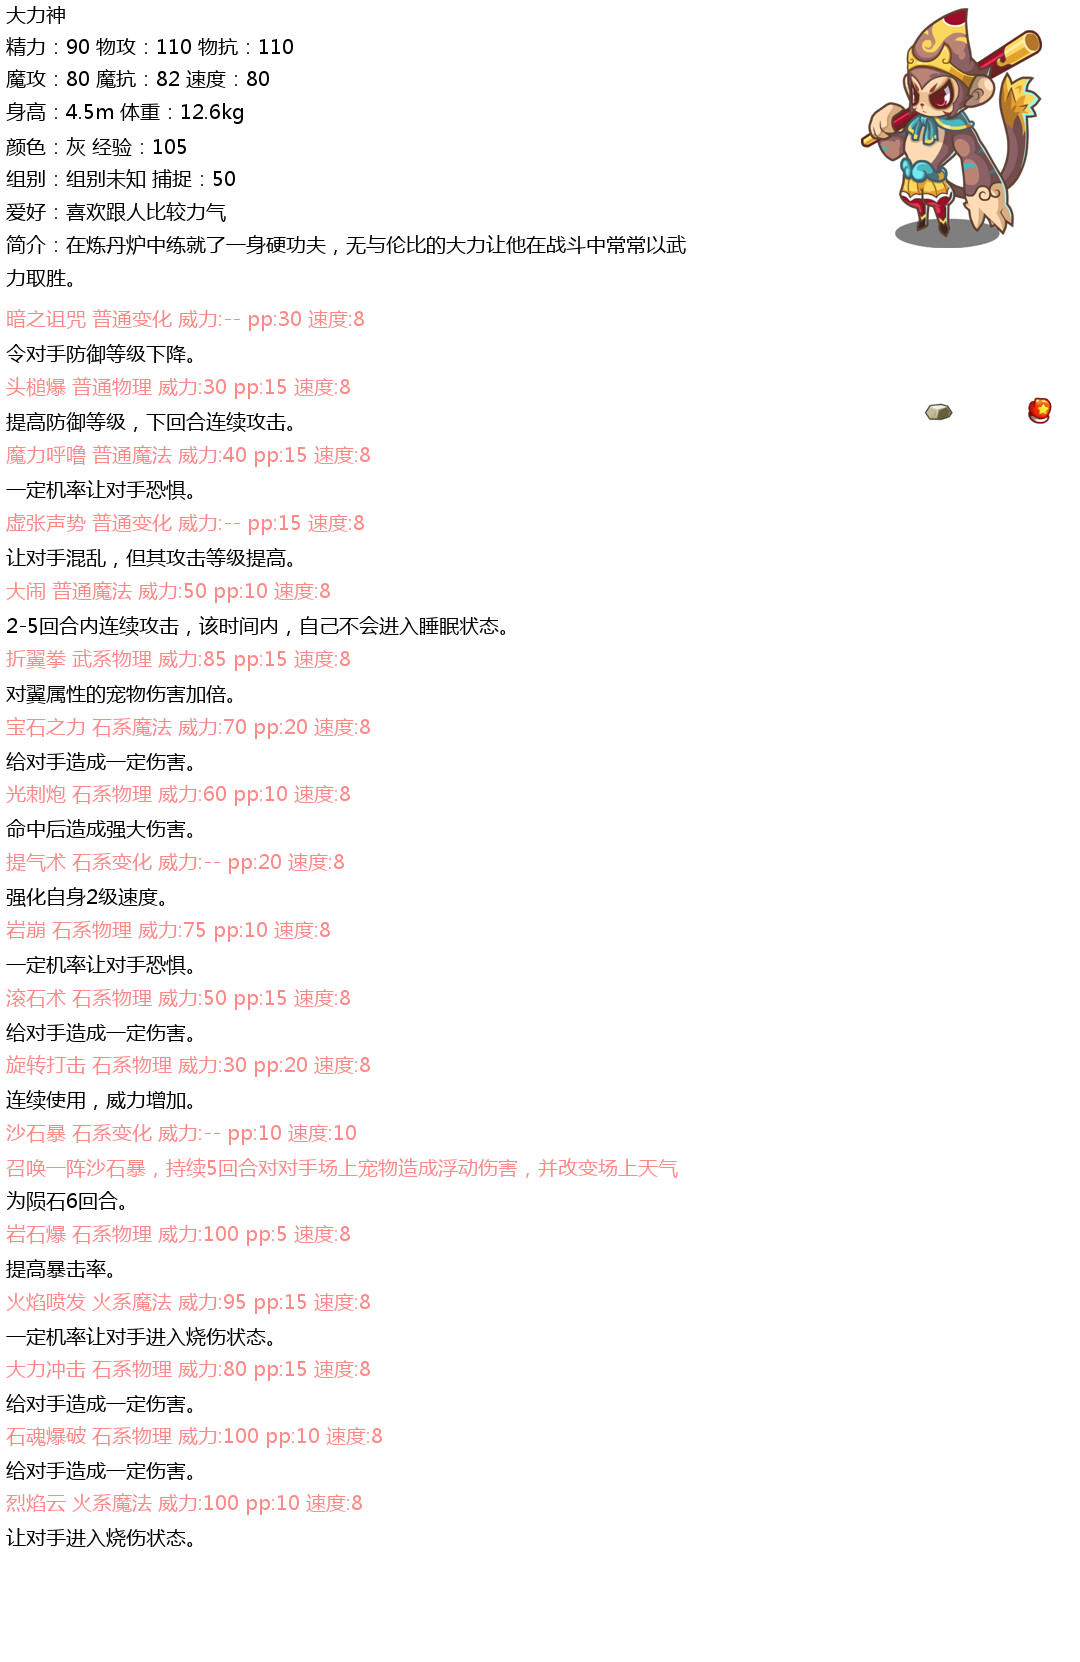 大力神
精力：90 物攻：110 物抗：110
魔攻：80 魔抗：82 速度：80
身高：4.5m 体重：12.6kg
颜色：灰 经验：105
组别：组别未知 捕捉：50
爱好：喜欢跟人比较力气
简介：在炼丹炉中练就了一身硬功夫，无与伦比的大力让他在战斗中常常以武
力取胜。
暗之诅咒 普通变化 威力:-- pp:30 速度:8
令对手防御等级下降。
头槌爆 普通物理 威力:30 pp:15 速度:8
提高防御等级，下回合连续攻击。
魔力呼噜 普通魔法 威力:40 pp:15 速度:8
一定机率让对手恐惧。
虚张声势 普通变化 威力:-- pp:15 速度:8
让对手混乱，但其攻击等级提高。
大闹 普通魔法 威力:50 pp:10 速度:8
2-5回合内连续攻击，该时间内，自己不会进入睡眠状态。
折翼拳 武系物理 威力:85 pp:15 速度:8
对翼属性的宠物伤害加倍。
宝石之力 石系魔法 威力:70 pp:20 速度:8
给对手造成一定伤害。
光刺炮 石系物理 威力:60 pp:10 速度:8
命中后造成强大伤害。
提气术 石系变化 威力:-- pp:20 速度:8
强化自身2级速度。
岩崩 石系物理 威力:75 pp:10 速度:8
一定机率让对手恐惧。
滚石术 石系物理 威力:50 pp:15 速度:8
给对手造成一定伤害。
旋转打击 石系物理 威力:30 pp:20 速度:8
连续使用，威力增加。
沙石暴 石系变化 威力:-- pp:10 速度:10
召唤一阵沙石暴，持续5回合对对手场上宠物造成浮动伤害，并改变场上天气
为陨石6回合。
岩石爆 石系物理 威力:100 pp:5 速度:8
提高暴击率。
火焰喷发 火系魔法 威力:95 pp:15 速度:8
一定机率让对手进入烧伤状态。
大力冲击 石系物理 威力:80 pp:15 速度:8
给对手造成一定伤害。
石魂爆破 石系物理 威力:100 pp:10 速度:8
给对手造成一定伤害。
烈焰云 火系魔法 威力:100 pp:10 速度:8
让对手进入烧伤状态。